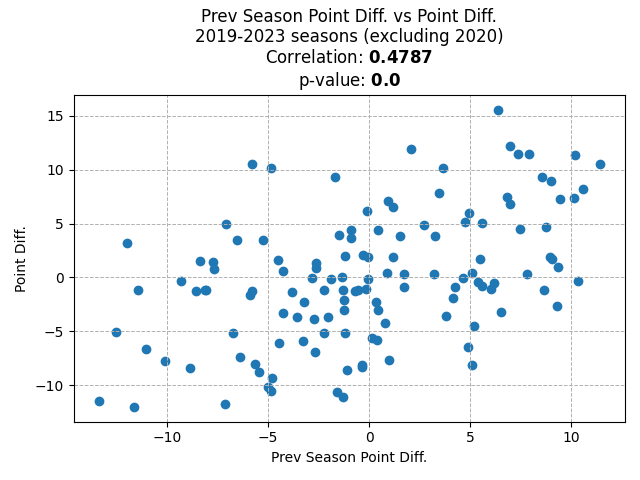 Prev Season Point Diff. vs Point Diff.
2019-2023 seasons (excluding 2020)
Correlation: 0.4787
p-value: 0.0
15
10
5
0
−5
−10
Point Diff.
−10 −5 0 5 10
Prev Season Point Diff.